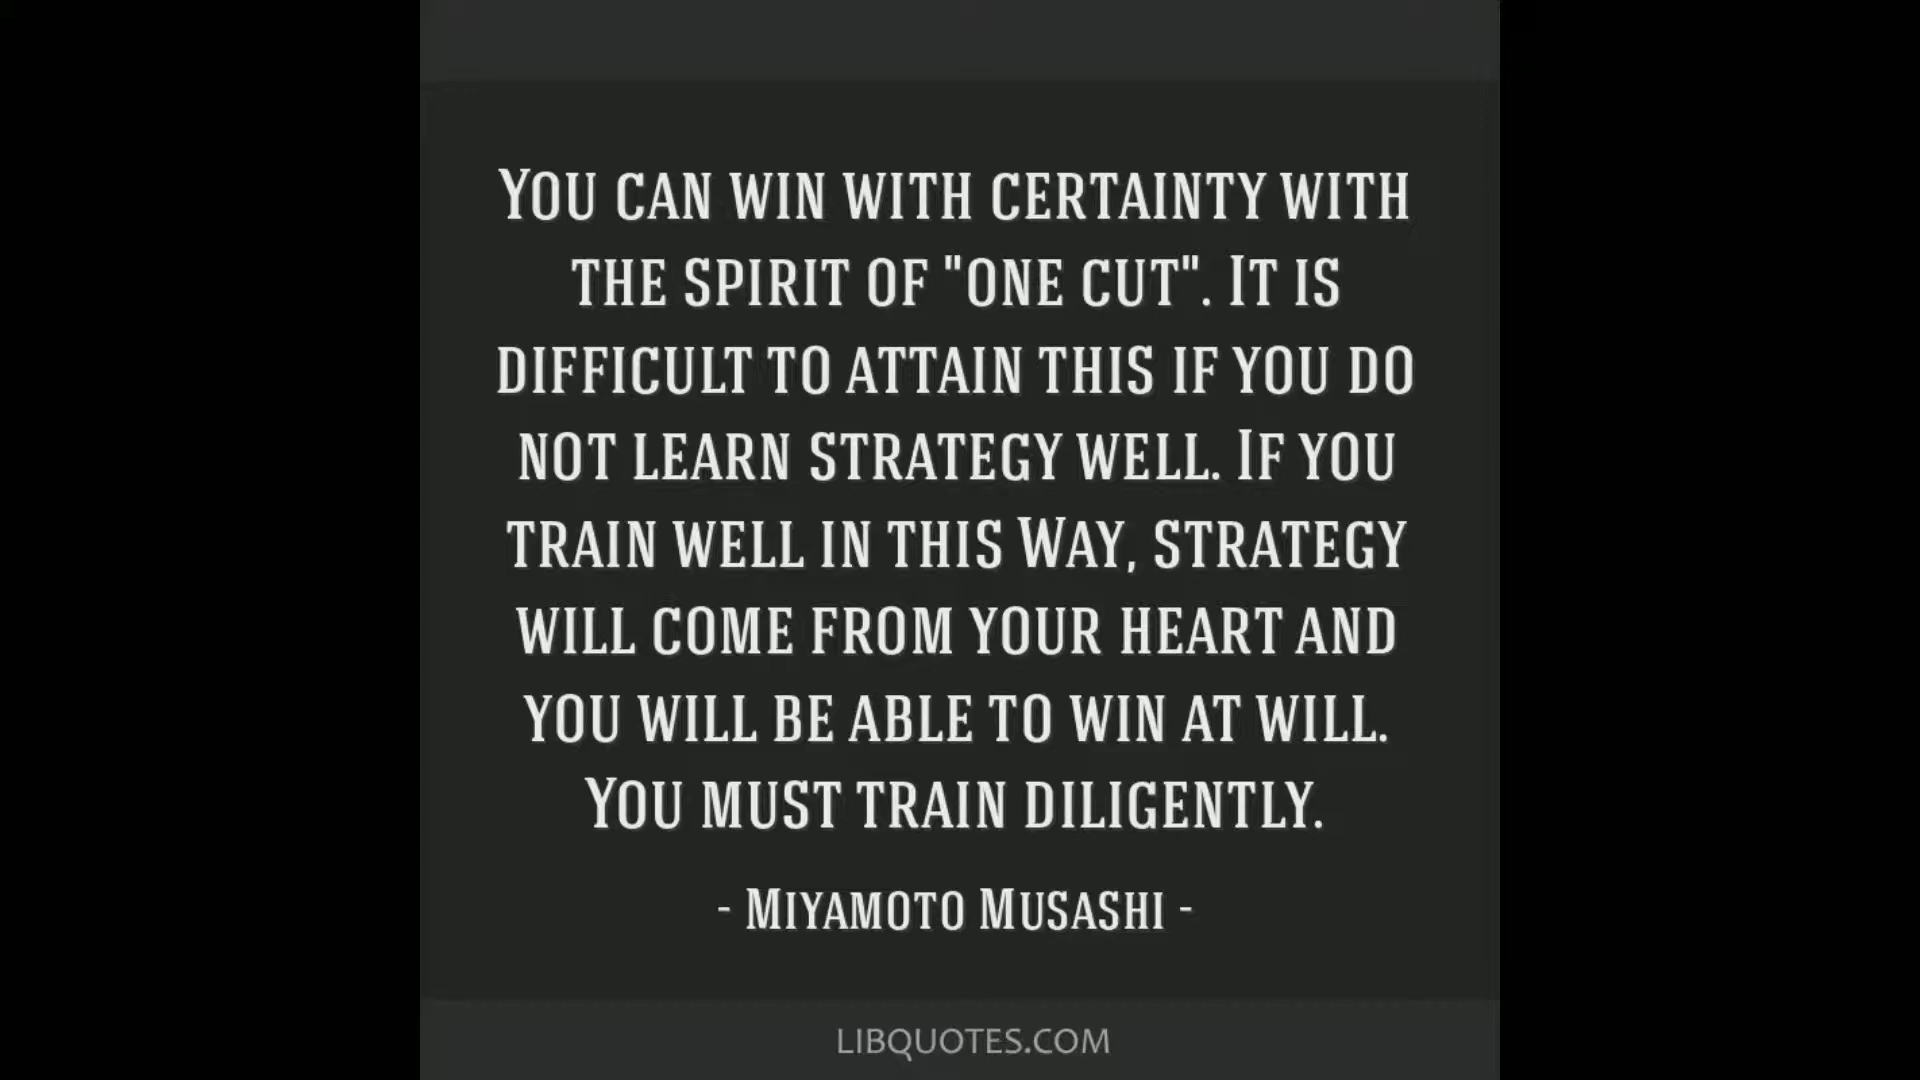 You can win with certainty with
the spirit of "one cut". It is
difficult to attain this if you do
not learn strategy well. If you
train well in this Way, strategy
will come from your heart and
you will be able to win at will.
You must train diligently.
- Miyamoto Musashi -
LIBQUOTES.COM